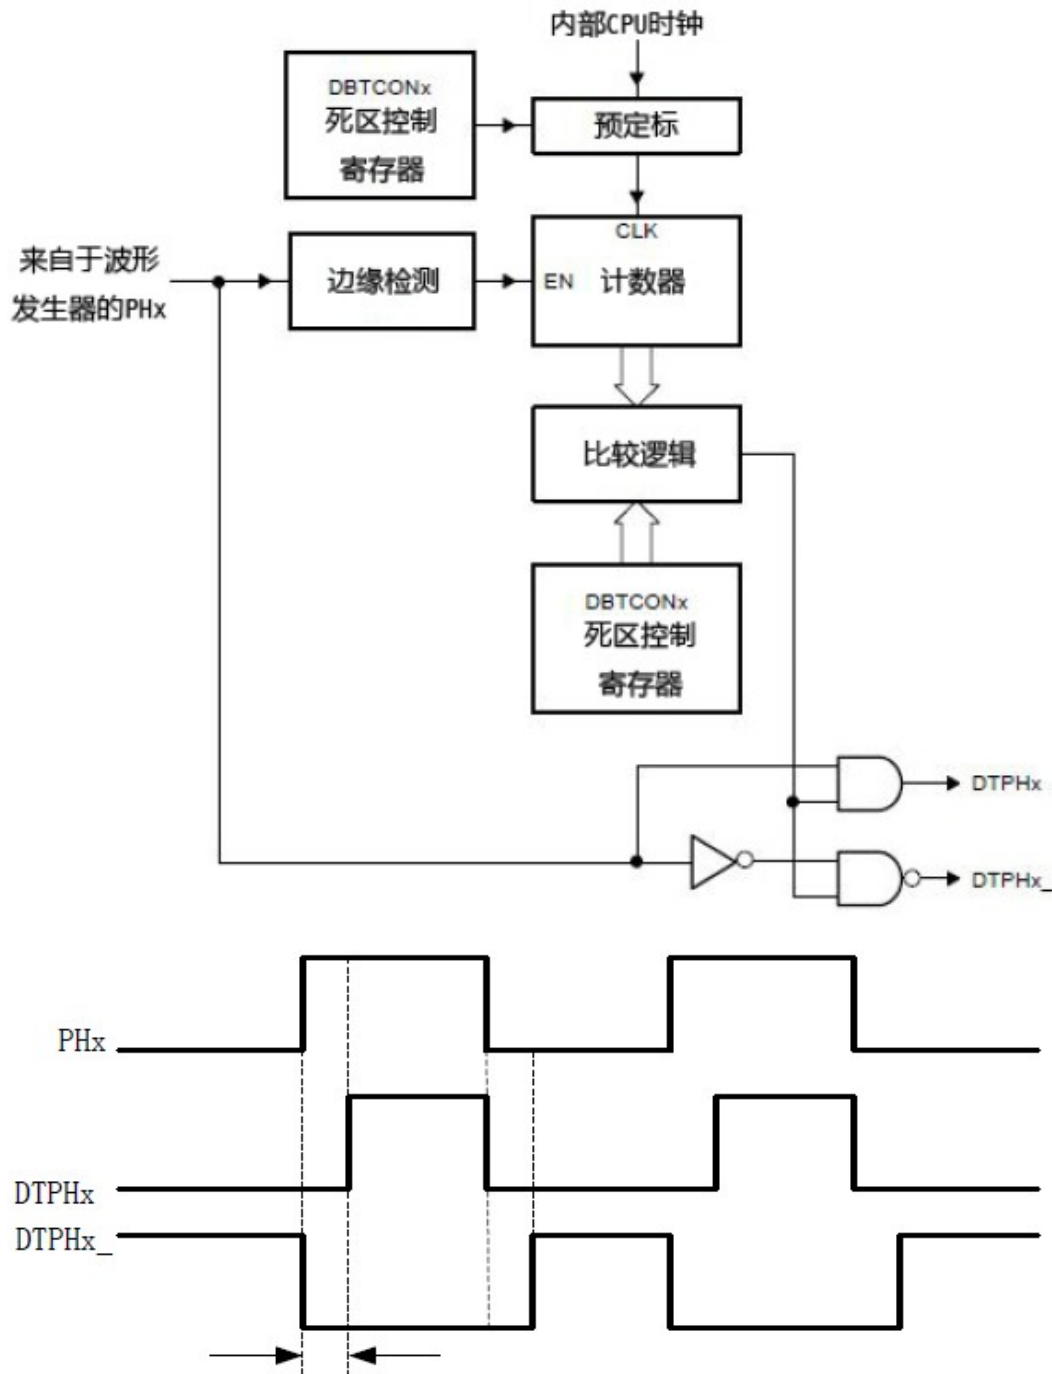 内部CPU时钟
DBTCONx
死区控制
寄存器
预定标
CLK
来自于波形
发生器的PHx
边缘检测
EN
计数器
比较逻辑
DBTCONx
死区控制
寄存器
DTPHx
DTPHx_
PHx
DTPHx
DTPHx_